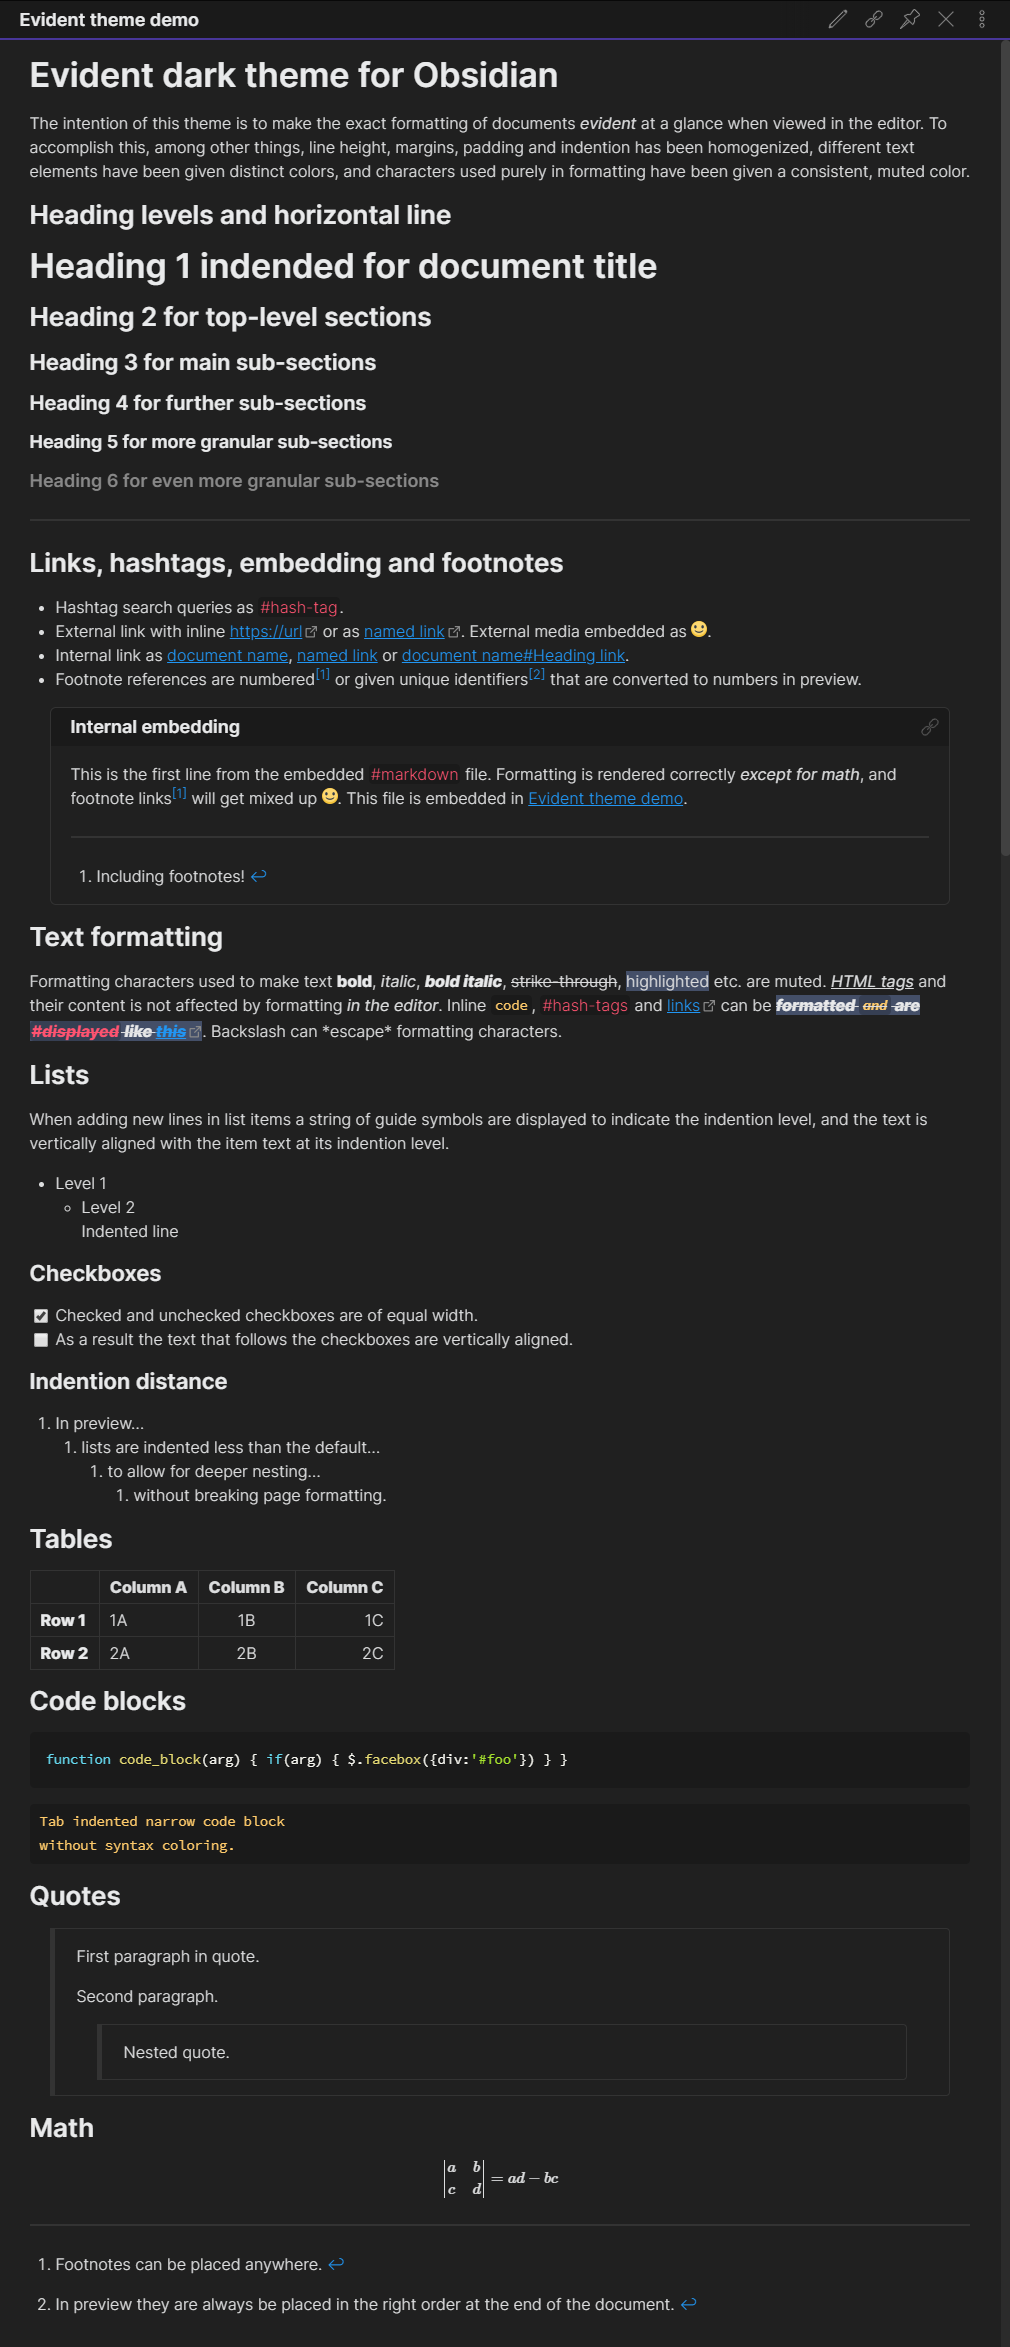 Evident theme demo
Evident dark theme for Obsidian
The intention of this theme is to make the exact formatting of documents evident at a glance when viewed in the editor. To
accomplish this, among other things, line height, margins, padding and indention has been homogenized, different text
elements have been given distinct colors, and characters used purely in formatting have been given a consistent, muted color.
Heading levels and horizontal line
Heading 1 indended for document title
Heading 2 for top-level sections
Heading 3 for main sub-sections
Heading 4 for further sub-sections
Heading 5 for more granular sub-sections
Heading 6 for even more granular sub-sections
Links, hashtags, embedding and footnotes
• Hashtag search queries as #hash-tag.
• External link with inline https://url or as named link. External media embedded as 🙂.
• Internal link as document name, named link or document name#Heading link.
• Footnote references are numbered[1] or given unique identifiers[2] that are converted to numbers in preview.
Internal embedding
This is the first line from the embedded #markdown file. Formatting is rendered correctly except for math, and
footnote links[1] will get mixed up 🙂. This file is embedded in Evident theme demo.
1. Including footnotes! ↩
Text formatting
Formatting characters used to make text bold, italic, bold italic, strike-through, highlighted etc. are muted. HTML tags and
their content is not affected by formatting in the editor. Inline code, #hash-tags and links can be formatted and are
#displayed like this. Backslash can *escape* formatting characters.
Lists
When adding new lines in list items a string of guide symbols are displayed to indicate the indention level, and the text is
vertically aligned with the item text at its indention level.
• Level 1
◦ Level 2
Indented line
Checkboxes
☑ Checked and unchecked checkboxes are of equal width.
☐ As a result the text that follows the checkboxes are vertically aligned.
Indention distance
1. In preview...
1. lists are indented less than the default...
1. to allow for deeper nesting...
1. without breaking page formatting.
Tables
Column A Column B Column C
Row 1 1A 1B 1C
Row 2 2A 2B 2C
Code blocks
function code_block(arg) { if(arg) { $.facebox({div:'#foo'}) } }
Tab indented narrow code block
without syntax coloring.
Quotes
First paragraph in quote.
Second paragraph.
Nested quote.
Math
|a b|
|c d| = ad − bc
1. Footnotes can be placed anywhere. ↩
2. In preview they are always be placed in the right order at the end of the document. ↩